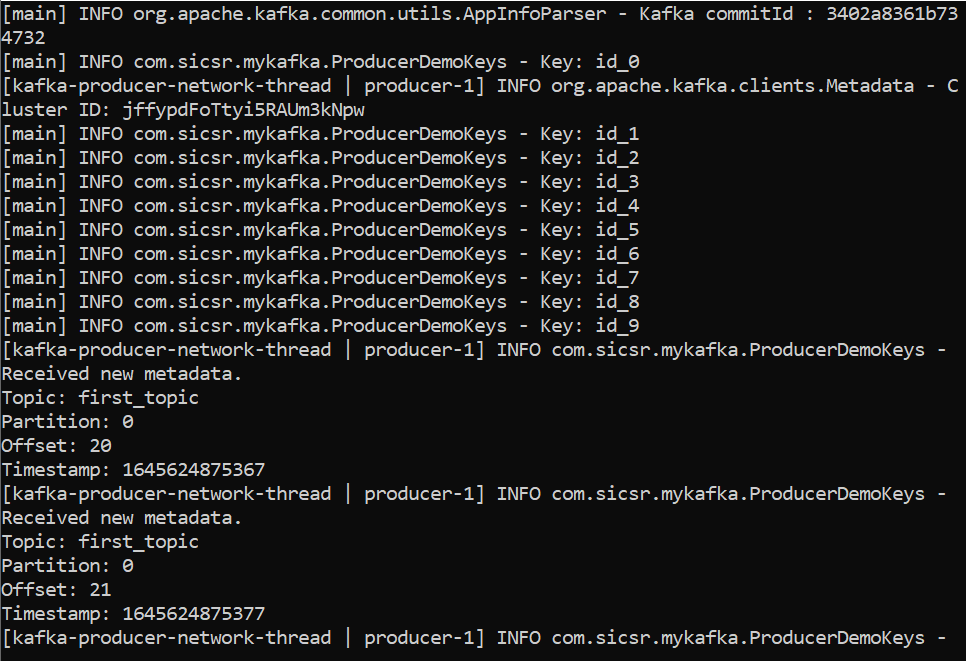 [main] INFO org.apache.kafka.common.utils.AppInfoParser - Kafka commitId : 3402a8361b73
4732
[main] INFO com.sicsr.mykafka.ProducerDemoKeys - Key: id_0
[kafka-producer-network-thread | producer-1] INFO org.apache.kafka.clients.Metadata - C
luster ID: jffypdFoTtyi5RAUm3kNpw
[main] INFO com.sicsr.mykafka.ProducerDemoKeys - Key: id_1
[main] INFO com.sicsr.mykafka.ProducerDemoKeys - Key: id_2
[main] INFO com.sicsr.mykafka.ProducerDemoKeys - Key: id_3
[main] INFO com.sicsr.mykafka.ProducerDemoKeys - Key: id_4
[main] INFO com.sicsr.mykafka.ProducerDemoKeys - Key: id_5
[main] INFO com.sicsr.mykafka.ProducerDemoKeys - Key: id_6
[main] INFO com.sicsr.mykafka.ProducerDemoKeys - Key: id_7
[main] INFO com.sicsr.mykafka.ProducerDemoKeys - Key: id_8
[main] INFO com.sicsr.mykafka.ProducerDemoKeys - Key: id_9
[kafka-producer-network-thread | producer-1] INFO com.sicsr.mykafka.ProducerDemoKeys -
Received new metadata.
Topic: first_topic
Partition: 0
Offset: 20
Timestamp: 1645624875367
[kafka-producer-network-thread | producer-1] INFO com.sicsr.mykafka.ProducerDemoKeys -
Received new metadata.
Topic: first_topic
Partition: 0
Offset: 21
Timestamp: 1645624875377
[kafka-producer-network-thread | producer-1] INFO com.sicsr.mykafka.ProducerDemoKeys -